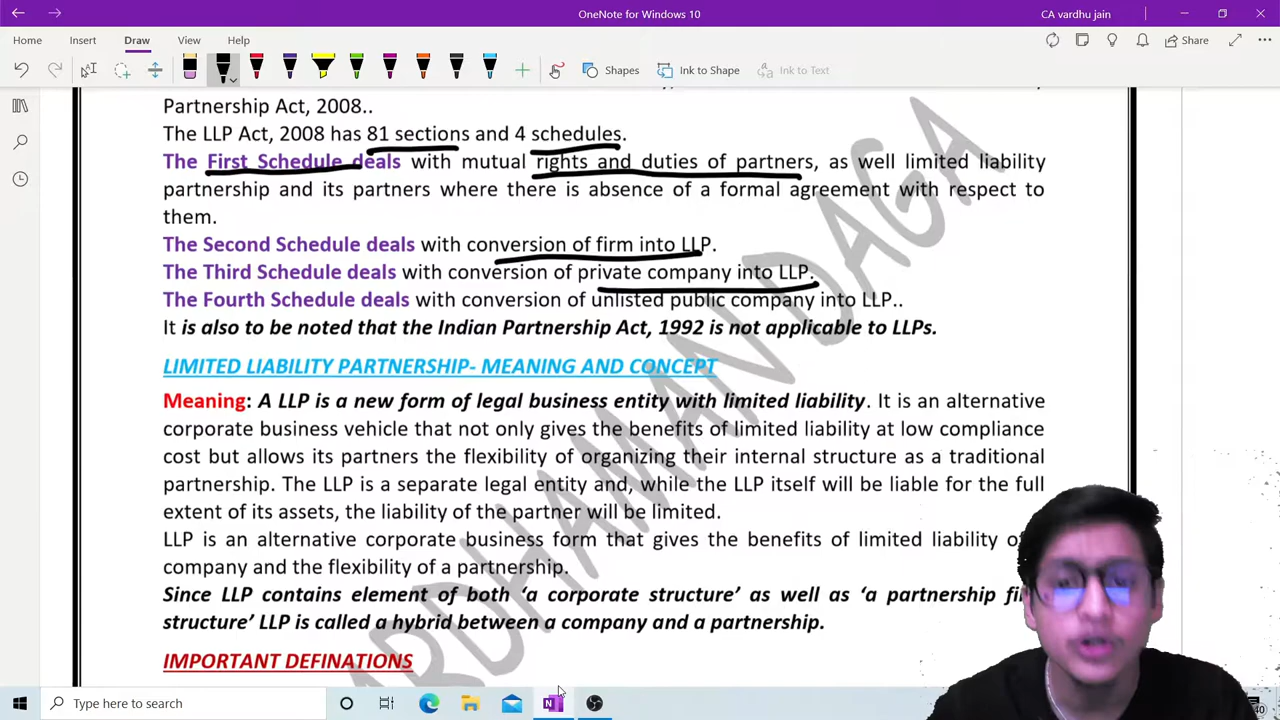 OneNote for Windows 10
CA vardhu jain
Home Insert Draw View Help
Share
Shapes
Ink to Shape
Ink to Text
Partnership Act, 2008..
The LLP Act, 2008 has 81 sections and 4 schedules.
The First Schedule deals with mutual rights and duties of partners, as well limited liability
partnership and its partners where there is absence of a formal agreement with respect to
them.
The Second Schedule deals with conversion of firm into LLP.
The Third Schedule deals with conversion of private company into LLP.
The Fourth Schedule deals with conversion of unlisted public company into LLP..
It is also to be noted that the Indian Partnership Act, 1992 is not applicable to LLPs.
LIMITED LIABILITY PARTNERSHIP- MEANING AND CONCEPT
Meaning: A LLP is a new form of legal business entity with limited liability. It is an alternative
corporate business vehicle that not only gives the benefits of limited liability at low compliance
cost but allows its partners the flexibility of organizing their internal structure as a traditional
partnership. The LLP is a separate legal entity and, while the LLP itself will be liable for the full
extent of its assets, the liability of the partner will be limited.
LLP is an alternative corporate business form that gives the benefits of limited liability
company and the flexibility of a partnership.
Since LLP contains element of both ‘a corporate structure’ as well as ‘a partnership
structure’ LLP is called a hybrid between a company and a partnership.
IMPORTANT DEFINATIONS
ARDHAMAN DAGA
Type here to search